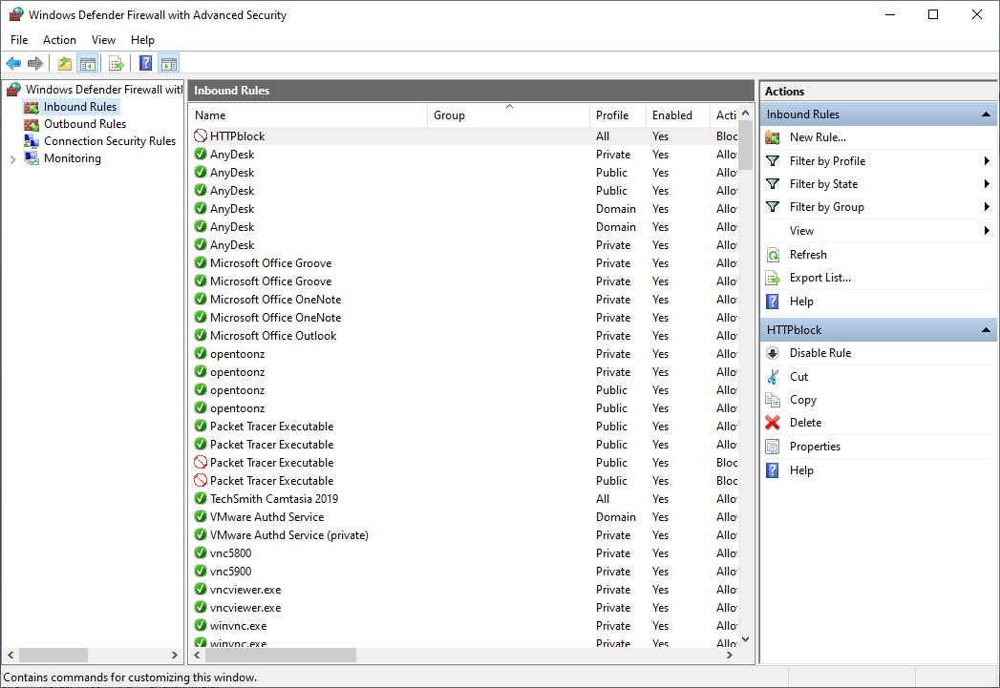 Windows Defender Firewall with Advanced Security
File Action View Help
Windows Defender Firewall with
Inbound Rules
Outbound Rules
Connection Security Rules
Monitoring
Inbound Rules
Name Group Profile Enabled Acti
HTTPblock All Yes Bloc
AnyDesk Private Yes Allo
AnyDesk Public Yes Allo
AnyDesk Public Yes Allo
AnyDesk Domain Yes Allo
AnyDesk Domain Yes Allo
AnyDesk Private Yes Allo
Microsoft Office Groove Private Yes Allo
Microsoft Office Groove Private Yes Allo
Microsoft Office OneNote Private Yes Allo
Microsoft Office OneNote Private Yes Allo
Microsoft Office Outlook Private Yes Allo
opentoonz Private Yes Allo
opentoonz Private Yes Allo
opentoonz Public Yes Allo
opentoonz Public Yes Allo
Packet Tracer Executable Public Yes Allo
Packet Tracer Executable Public Yes Allo
Packet Tracer Executable Public Yes Bloc
Packet Tracer Executable Public Yes Bloc
TechSmith Camtasia 2019 All Yes Allo
VMware Authd Service Domain Yes Allo
VMware Authd Service (private) Private Yes Allo
vnc5800 Private Yes Allo
vnc5900 Private Yes Allo
vncviewer.exe Private Yes Allo
vncviewer.exe Private Yes Allo
winvnc.exe Private Yes Allo
winvnc.exe Private Yes Allo
Actions
Inbound Rules
New Rule...
Filter by Profile
Filter by State
Filter by Group
View
Refresh
Export List...
Help
HTTPblock
Disable Rule
Cut
Copy
Delete
Properties
Help
Contains commands for customizing this window.